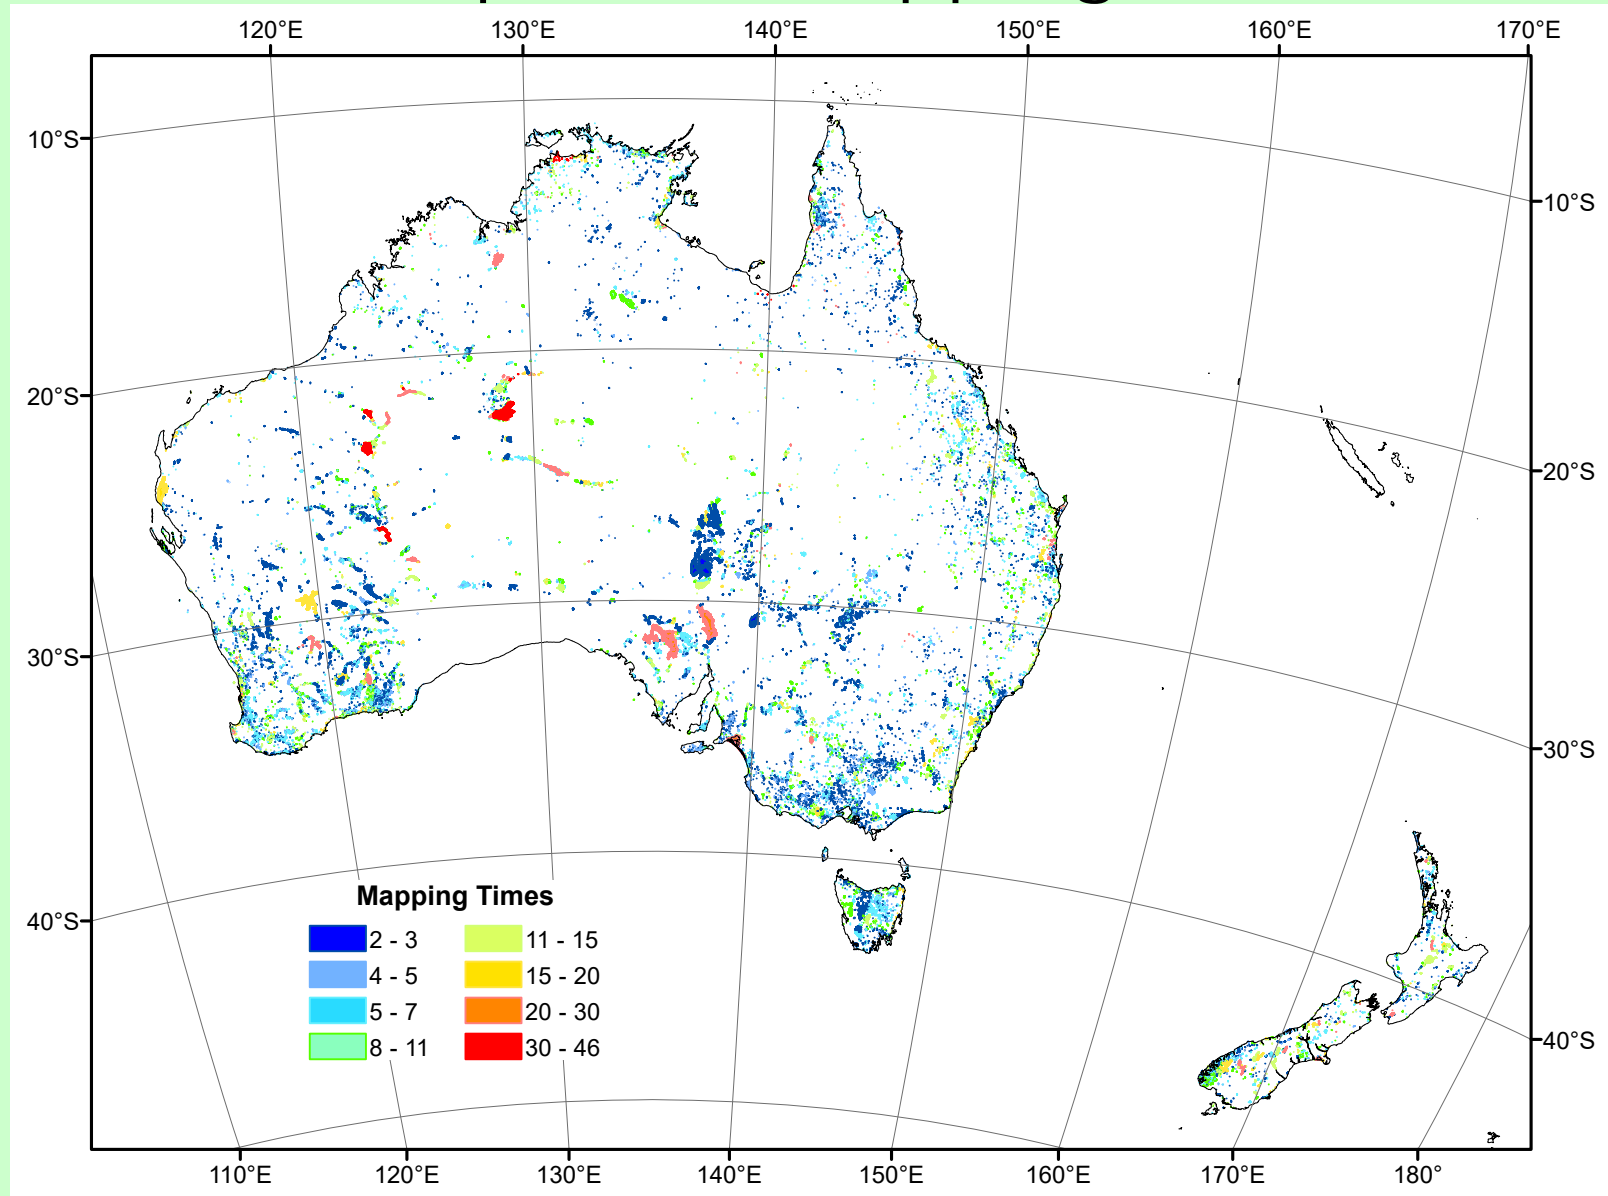 120°E 130°E 140°E 150°E 160°E 170°E
10°S
10°S
20°S
20°S
30°S
30°S
40°S
40°S
Mapping Times
2 - 3 11 - 15
4 - 5 15 - 20
5 - 7 20 - 30
8 - 11 30 - 46
110°E 120°E 130°E 140°E 150°E 160°E 170°E 180°